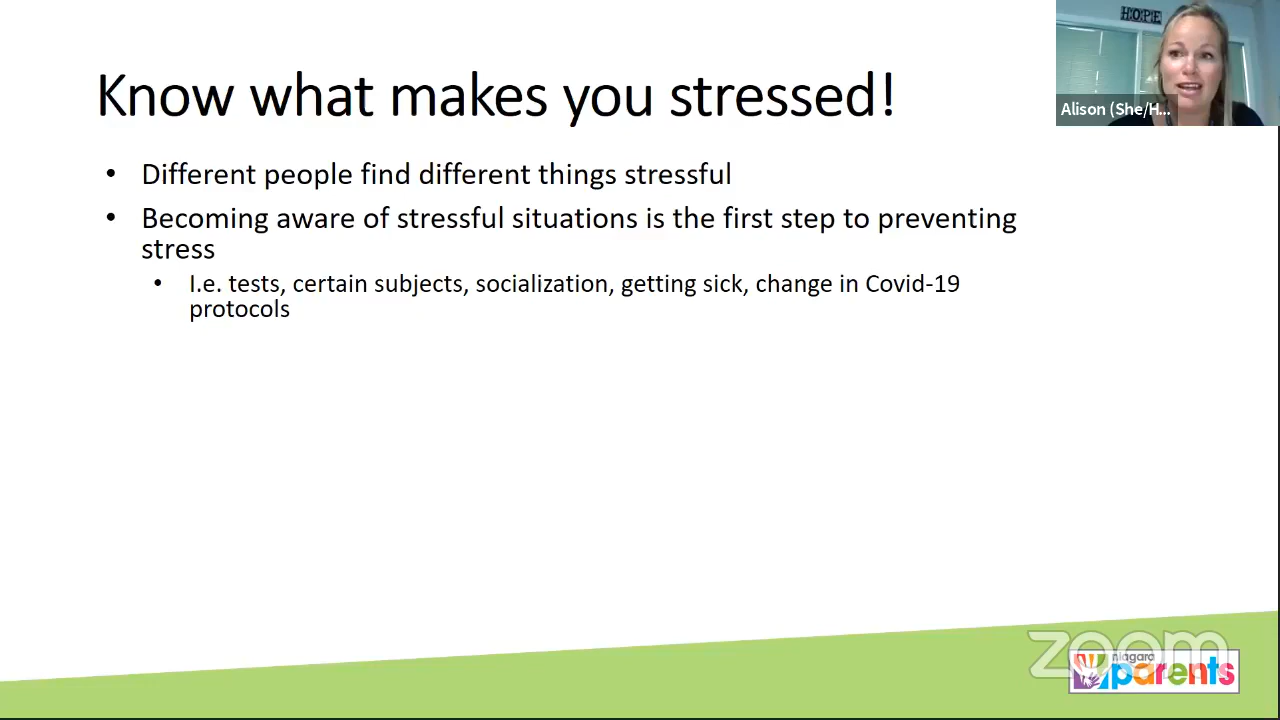 HOPE
Alison (She/H...
Know what makes you stressed!
• Different people find different things stressful
• Becoming aware of stressful situations is the first step to preventing
stress
• I.e. tests, certain subjects, socialization, getting sick, change in Covid-19
protocols
zoom
niagara
parents